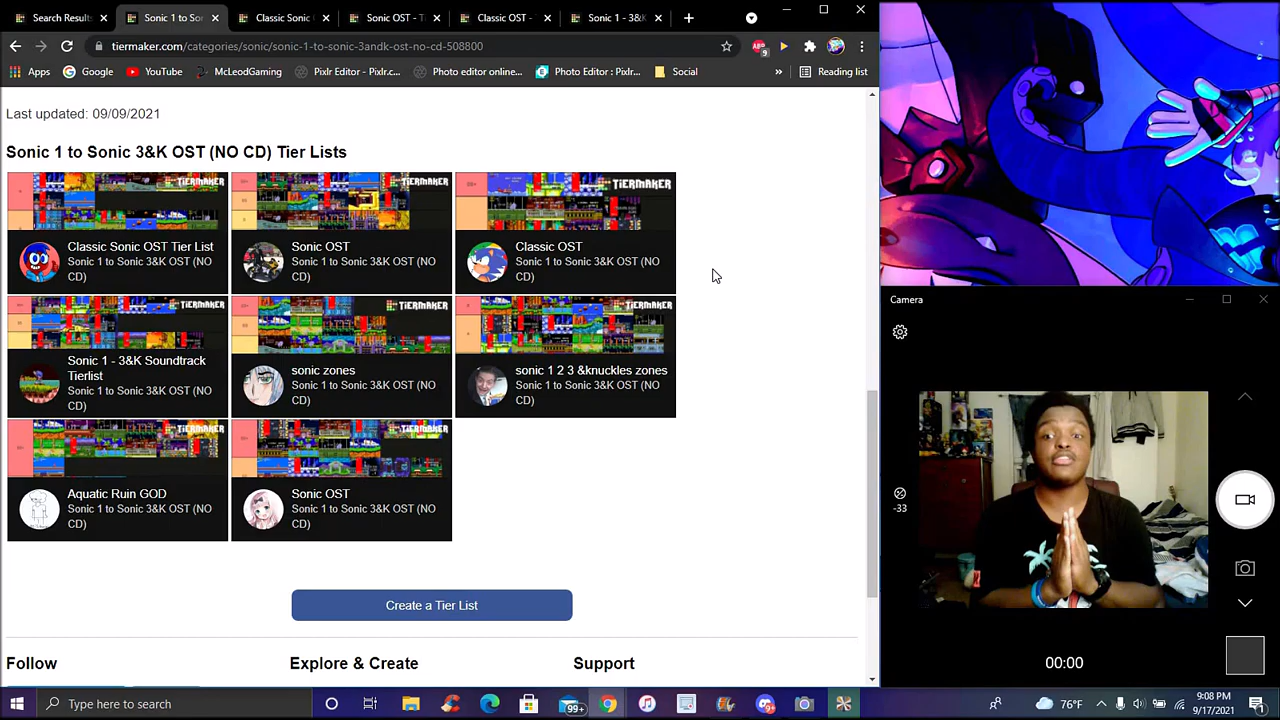 Search Results
Sonic 1 to Son
Classic Sonic
Sonic OST - T
Classic OST -
Sonic 1 - 3&K
tiermaker.com/categories/sonic/sonic-1-to-sonic-3andk-ost-no-cd-508800
ABP
9
Apps
Google
YouTube
McLeodGaming
Pixlr Editor - Pixlr.c...
Photo editor online...
Photo Editor : Pixlr...
Social
»
Reading list
Last updated: 09/09/2021
Sonic 1 to Sonic 3&K OST (NO CD) Tier Lists
TIERMAKER
TIERMAKER
TIERMAKER
Classic Sonic OST Tier List
Sonic 1 to Sonic 3&K OST (NO
CD)
Sonic OST
Sonic 1 to Sonic 3&K OST (NO
CD)
Classic OST
Sonic 1 to Sonic 3&K OST (NO
CD)
TIERMAKER
TIERMAKER
TIERMAKER
Sonic 1 - 3&K Soundtrack
Tierlist
Sonic 1 to Sonic 3&K OST (NO
CD)
sonic zones
Sonic 1 to Sonic 3&K OST (NO
CD)
sonic 1 2 3 &knuckles zones
Sonic 1 to Sonic 3&K OST (NO
CD)
TIERMAKER
TIERMAKER
Aquatic Ruin GOD
Sonic 1 to Sonic 3&K OST (NO
CD)
Sonic OST
Sonic 1 to Sonic 3&K OST (NO
CD)
Create a Tier List
Follow
Explore & Create
Support
Camera
-33
00:00
Type here to search
99+
76°F
9:08 PM
9/17/2021
1